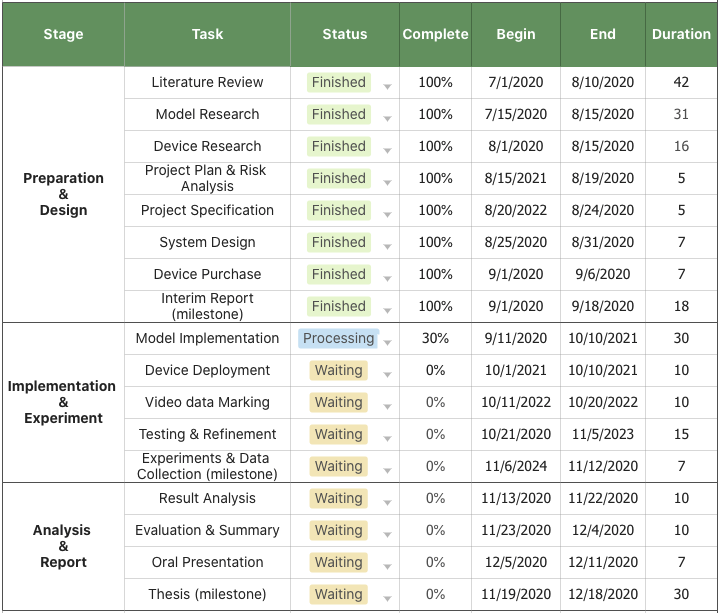 Stage Task Status Complete Begin End Duration
Preparation
&
Design
Literature Review Finished 100% 7/1/2020 8/10/2020 42
Model Research Finished 100% 7/15/2020 8/15/2020 31
Device Research Finished 100% 8/1/2020 8/15/2020 16
Project Plan & Risk
Analysis Finished 100% 8/15/2021 8/19/2020 5
Project Specification Finished 100% 8/20/2022 8/24/2020 5
System Design Finished 100% 8/25/2020 8/31/2020 7
Device Purchase Finished 100% 9/1/2020 9/6/2020 7
Interim Report
(milestone) Finished 100% 9/1/2020 9/18/2020 18
Implementation
&
Experiment
Model Implementation Processing 30% 9/11/2020 10/10/2021 30
Device Deployment Waiting 0% 10/1/2021 10/10/2021 10
Video data Marking Waiting 0% 10/11/2022 10/20/2022 10
Testing & Refinement Waiting 0% 10/21/2020 11/5/2023 15
Experiments & Data
Collection (milestone) Waiting 0% 11/6/2024 11/12/2020 7
Analysis
&
Report
Result Analysis Waiting 0% 11/13/2020 11/22/2020 10
Evaluation & Summary Waiting 0% 11/23/2020 12/4/2020 10
Oral Presentation Waiting 0% 12/5/2020 12/11/2020 7
Thesis (milestone) Waiting 0% 11/19/2020 12/18/2020 30